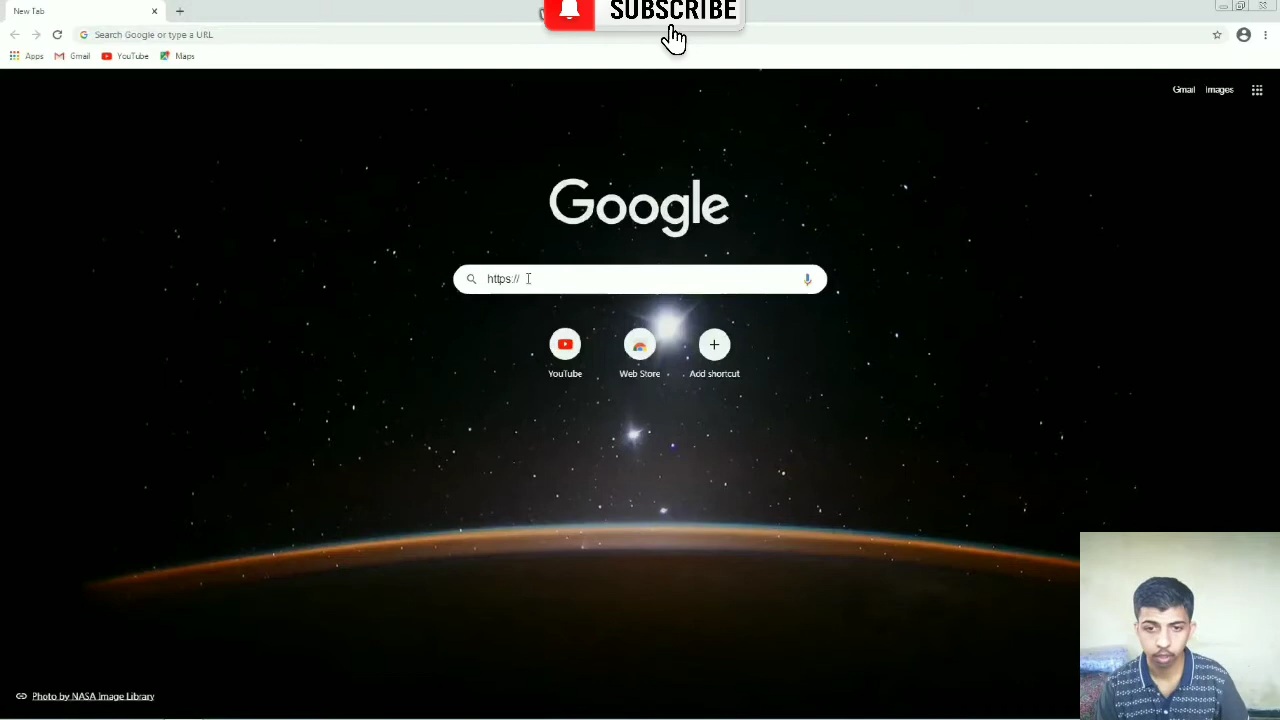 New Tab
SUBSCRIBE
Search Google or type a URL
Apps Gmail YouTube Maps
Gmail Images
Google
https://
YouTube Web Store Add shortcut
Photo by NASA Image Library